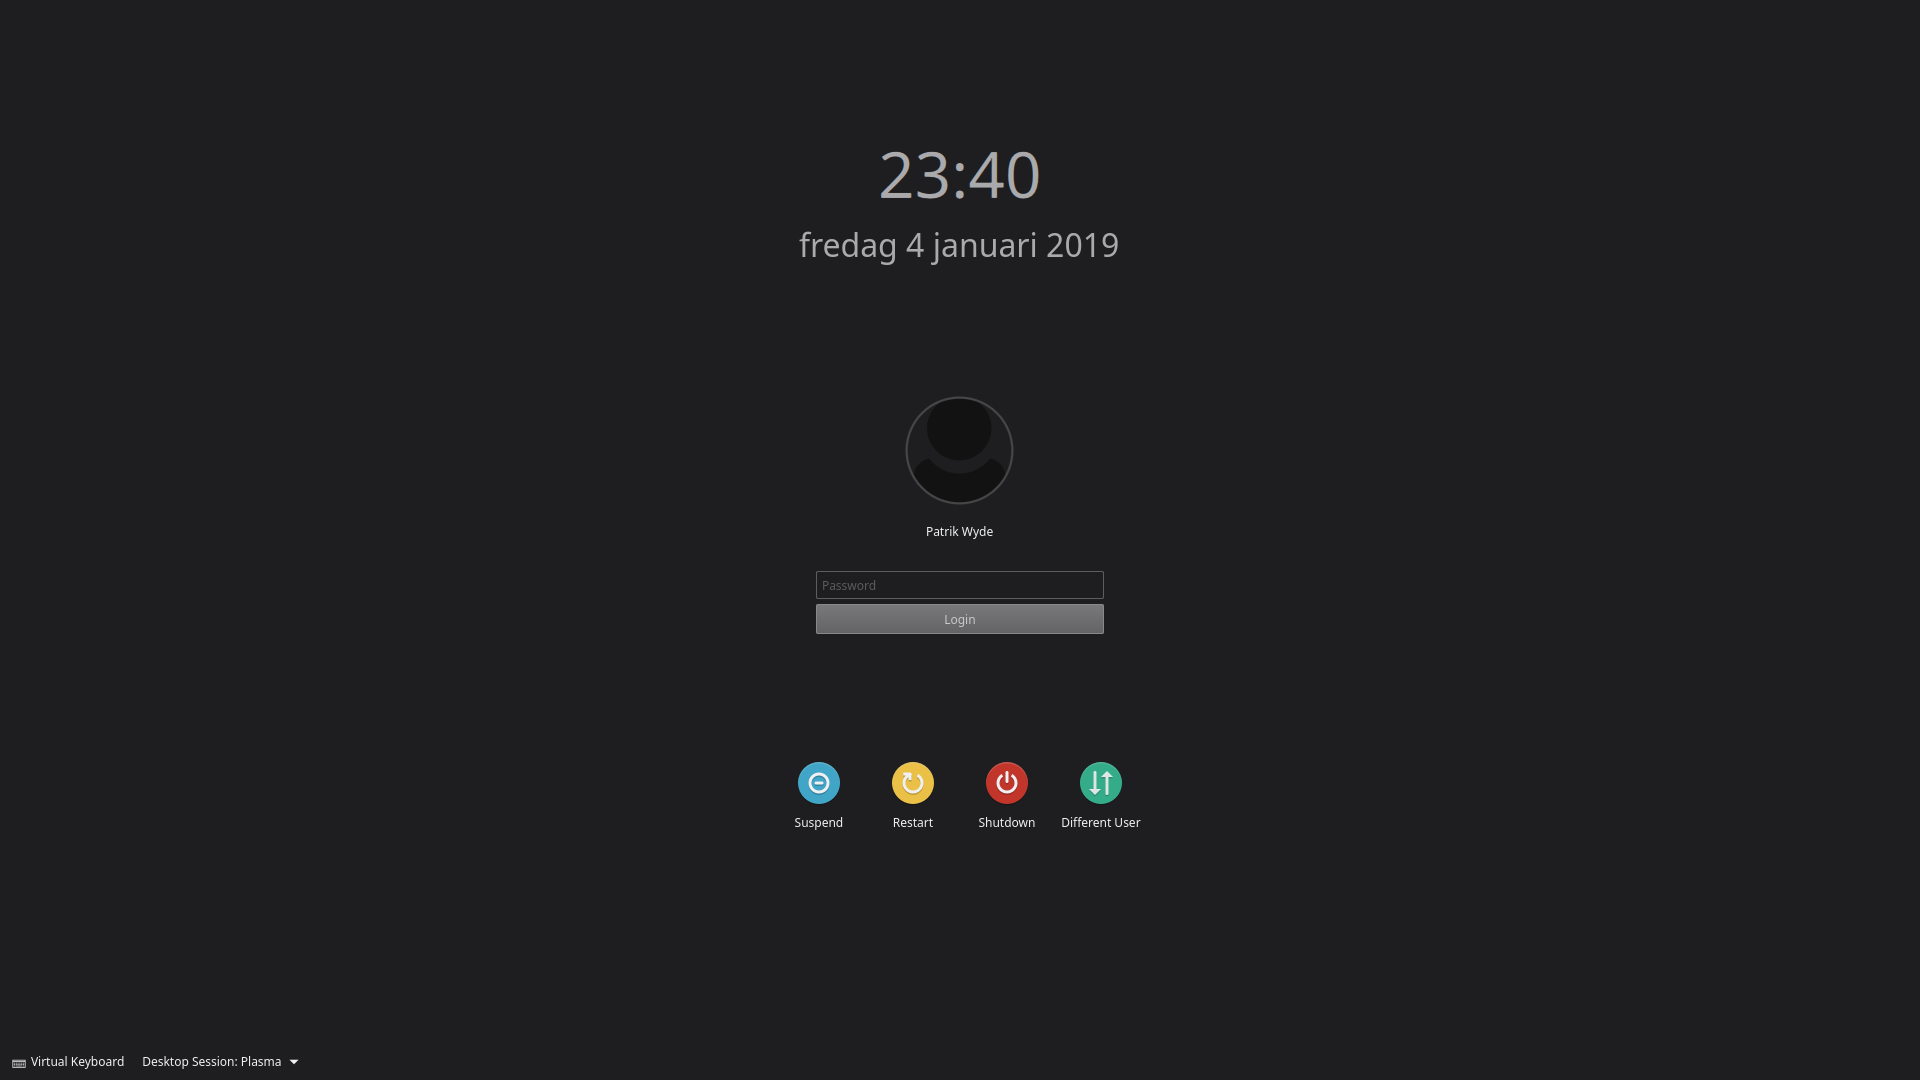 23:40
fredag 4 januari 2019
Patrik Wyde
Password
Login
Suspend Restart Shutdown Different User
Virtual Keyboard Desktop Session: Plasma